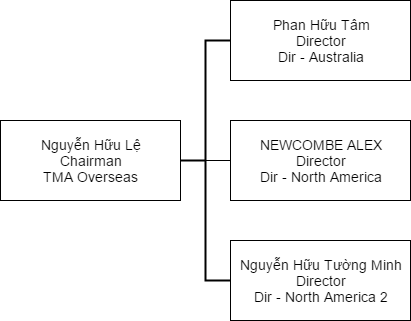 Nguyễn Hữu Lệ
Chairman
TMA Overseas
Phan Hữu Tâm
Director
Dir - Australia
NEWCOMBE ALEX
Director
Dir - North America
Nguyễn Hữu Tường Minh
Director
Dir - North America 2